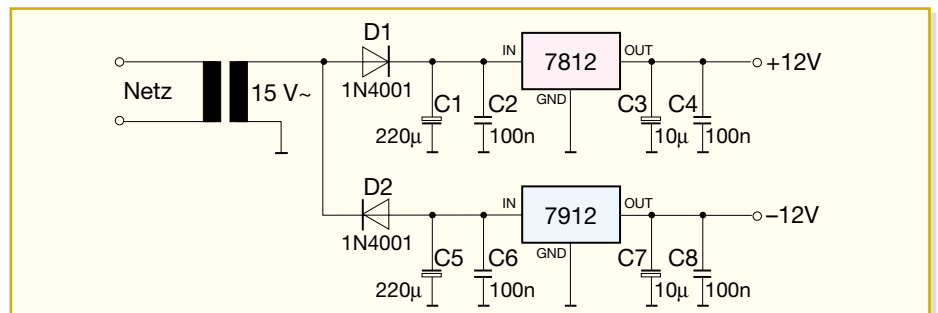 D1
IN
7812
OUT
+12V
Netz
15 V~
1N4001
GND
C1
C2
C3
C4
220µ
100n
10µ
100n
D2
IN
7912
OUT
–12V
1N4001
GND
C5
C6
C7
C8
220µ
100n
10µ
100n